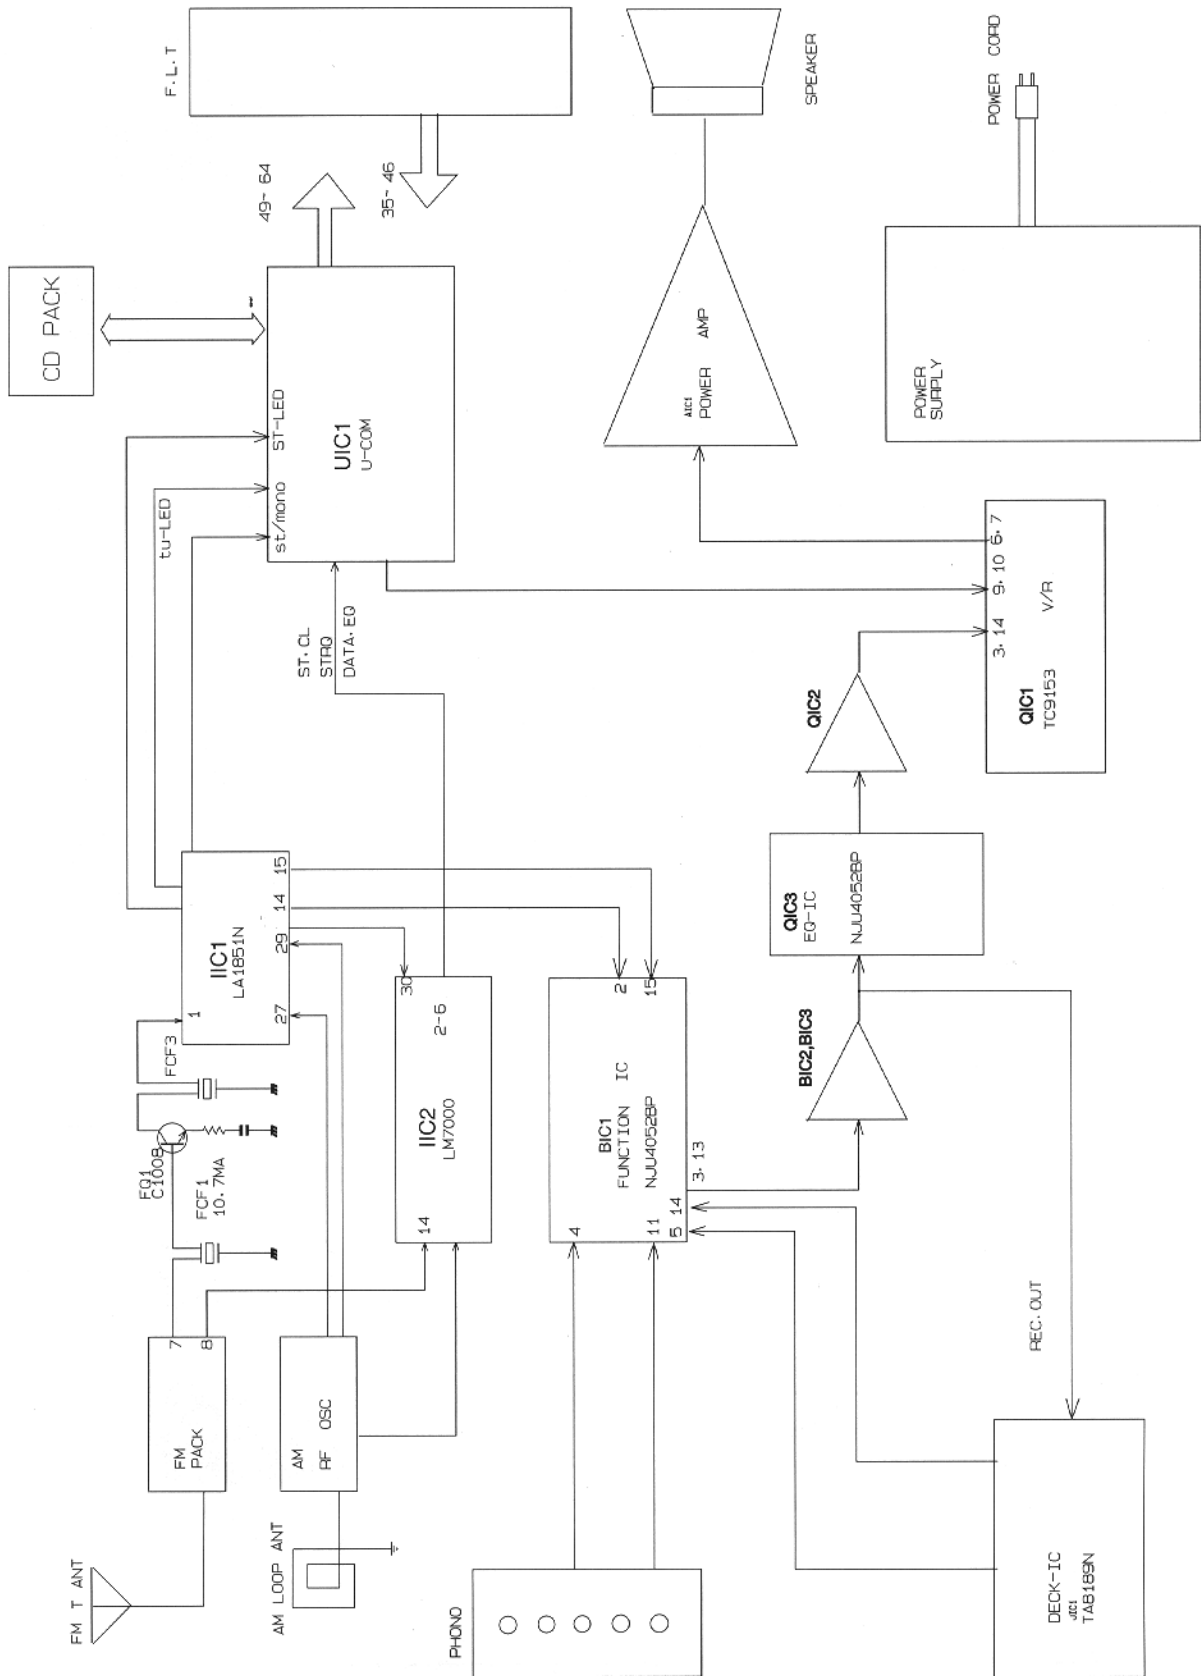 FM T ANT
FM
PACK
7
8
AM LOOP ANT
AM
RF OSC
FQ1
C1008
FCF1
10.7MA
FCF3
1
IIC1
LA1851N
27
29
14
15
14
IIC2
LM7000
30
2-6
tu-LED
st/mono
ST-LED
UIC1
U-COM
ST. CL
STRQ
DATA. EQ
CD PACK
49~ 64
35~ 46
F.L.T
PHONO
4
11
5
14
3. 13
BIC1
FUNCTION IC
NJU4052BP
2
15
BIC2,BIC3
QIC3
EQ-IC
NJU4052BP
QIC2
3. 14
9. 10
6. 7
QIC1
TC9153
V/R
AIC1
POWER AMP
SPEAKER
POWER
SUPPLY
POWER CORD
REC.OUT
DECK-IC
JIC1
TA8189N